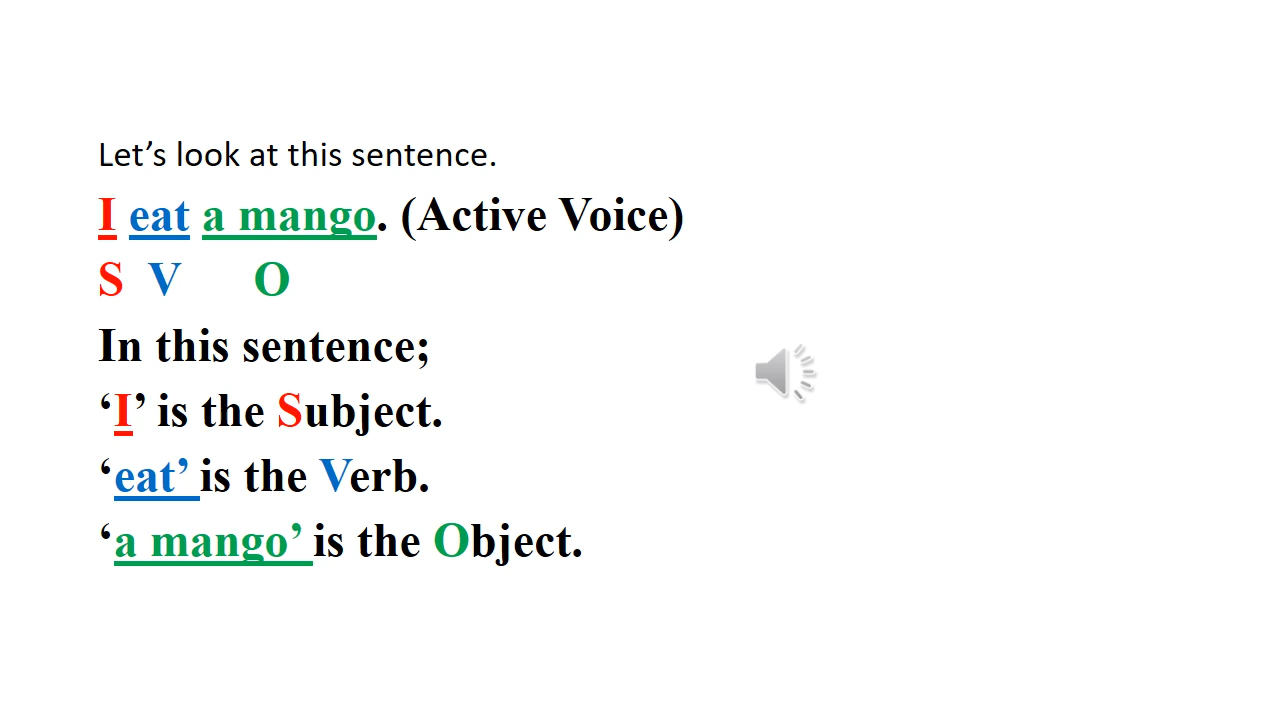 Let’s look at this sentence.
I eat a mango. (Active Voice)
S V O
In this sentence;
‘I’ is the Subject.
‘eat’ is the Verb.
‘a mango’ is the Object.